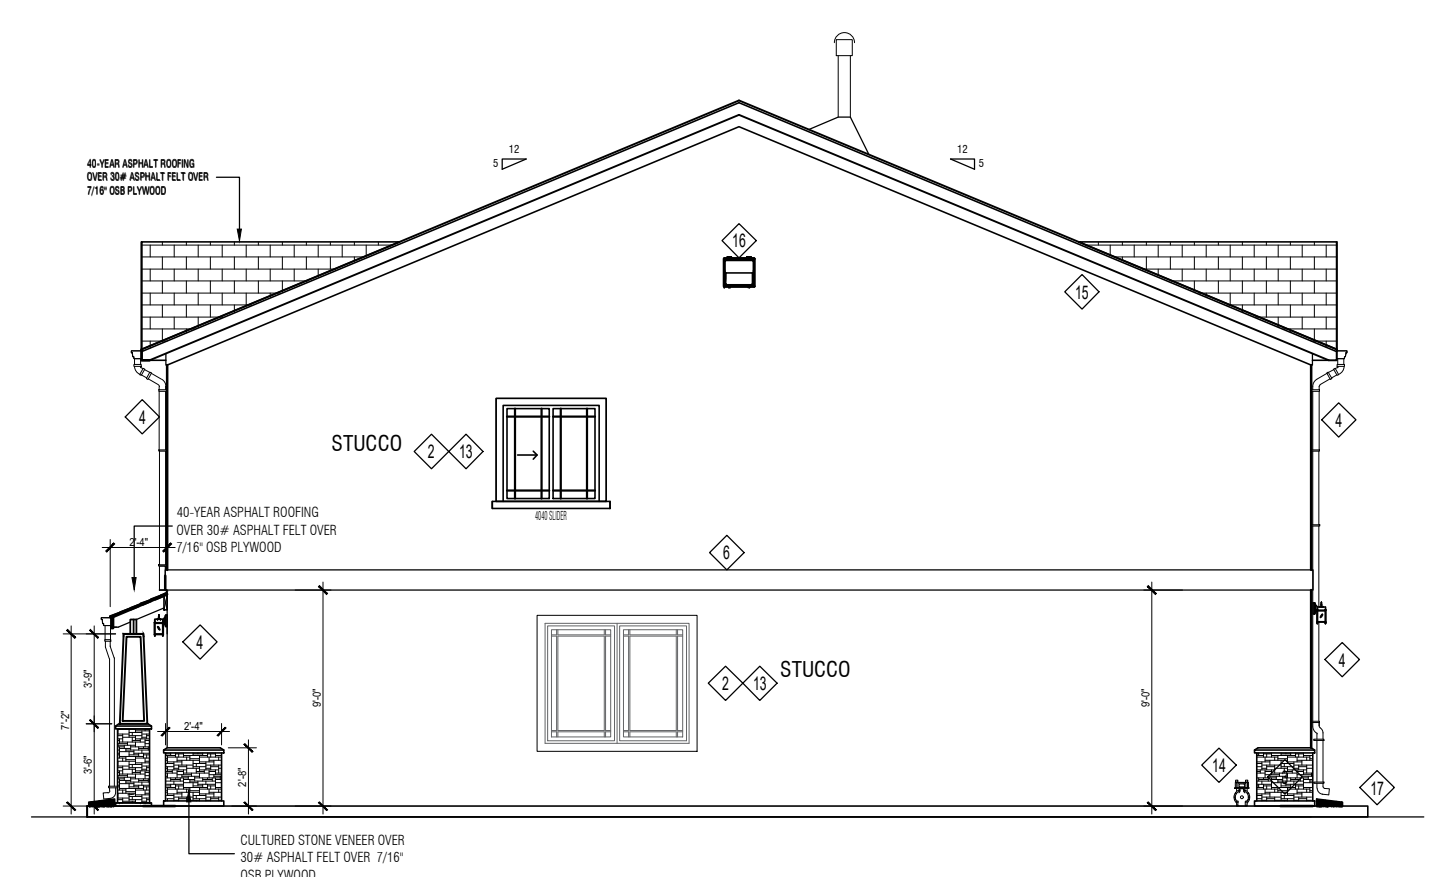 12
5
12
5
40-YEAR ASPHALT ROOFING
OVER 30# ASPHALT FELT OVER
7/16" OSB PLYWOOD
16
15
4
4
STUCCO
2
13
4040 SLIDER
40-YEAR ASPHALT ROOFING
OVER 30# ASPHALT FELT OVER
7/16" OSB PLYWOOD
2'-4"
6
4
4
2
13
STUCCO
3'-9"
7'-2"
9'-0"
9'-0"
2'-4"
3'-6"
2'-8"
14
17
CULTURED STONE VENEER OVER
30# ASPHALT FELT OVER 7/16"
OSB PLYWOOD